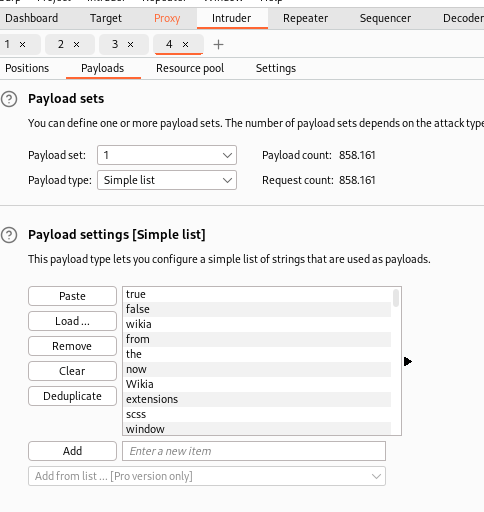 Dashboard Target Proxy Intruder Repeater Sequencer Decoder
1 × 2 × 3 × 4 × +
Positions Payloads Resource pool Settings
? Payload sets
You can define one or more payload sets. The number of payload sets depends on the attack type
Payload set: 1 Payload count: 858.161
Payload type: Simple list Request count: 858.161
? Payload settings [Simple list]
This payload type lets you configure a simple list of strings that are used as payloads.
Paste
Load ...
Remove
Clear
Deduplicate
true
false
wikia
from
the
now
Wikia
extensions
scss
window
Add Enter a new item
Add from list ... [Pro version only]